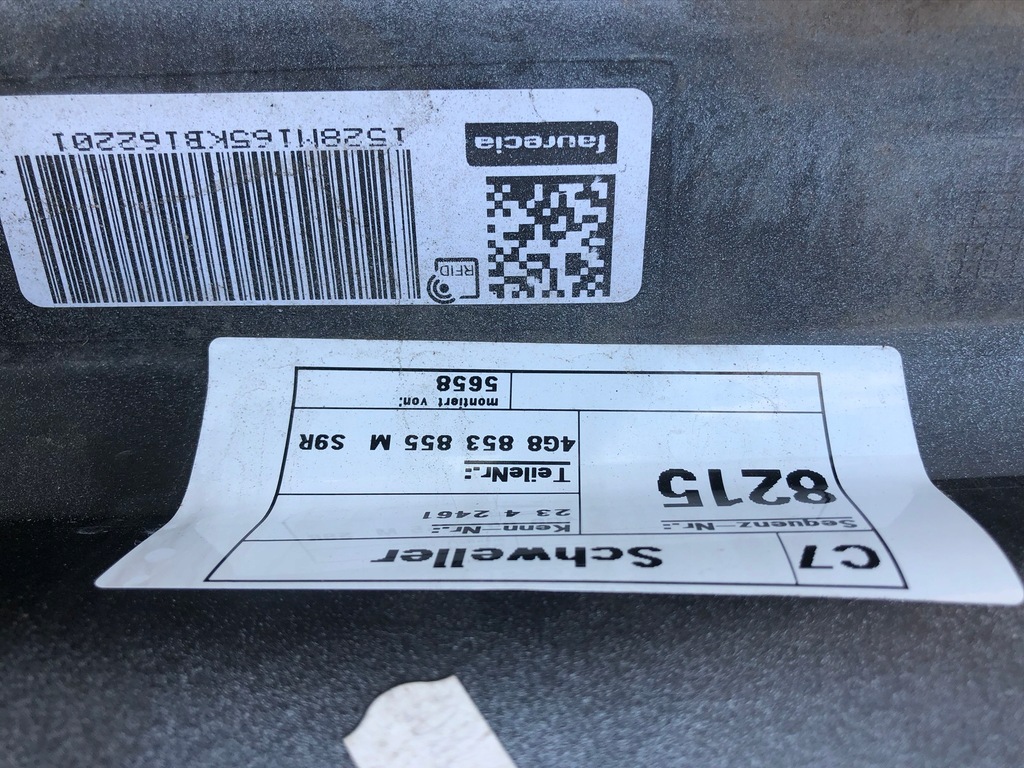 C7
Schweller
Sequenz-Nr.:
8215
Kenn-Nr.:
23 4 2461
TeileNr.:
4G8 853 855 M S9R
montiert von:
5658
RFID
faurecia
1528M165KB162201